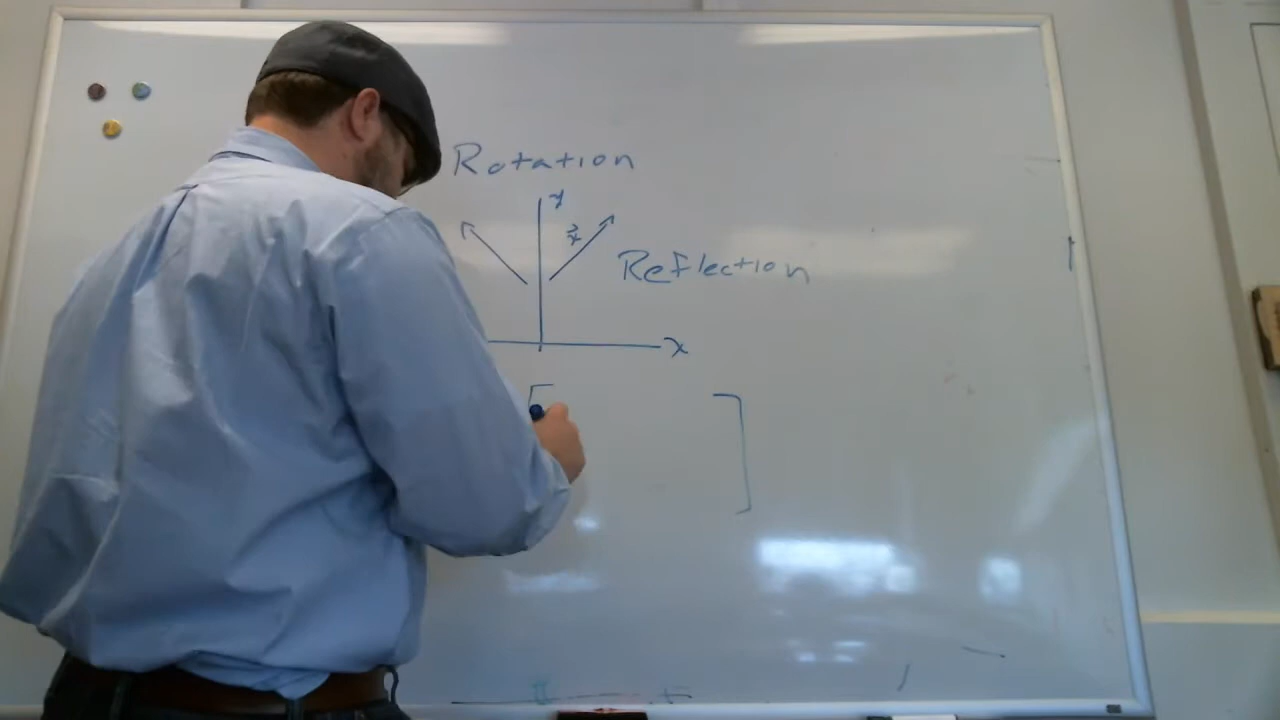 Rotation
y
x⃗
Reflection
x
[ ]